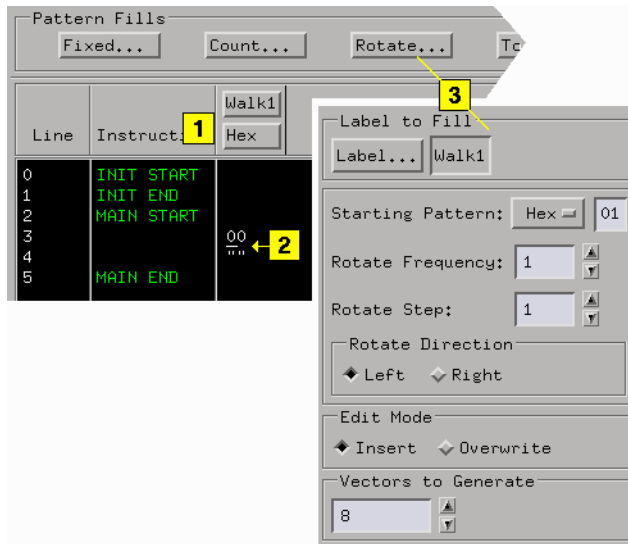 Pattern Fills
Fixed... Count... Rotate...
3
Walk1
1
Line Instructi Hex
0 INIT START
1 INIT END
2 MAIN START
3 00
4 "" 2
5 MAIN END
Label to Fill
Label... Walk1
Starting Pattern: Hex 01
Rotate Frequency: 1
Rotate Step: 1
Rotate Direction
Left Right
Edit Mode
Insert Overwrite
Vectors to Generate
8